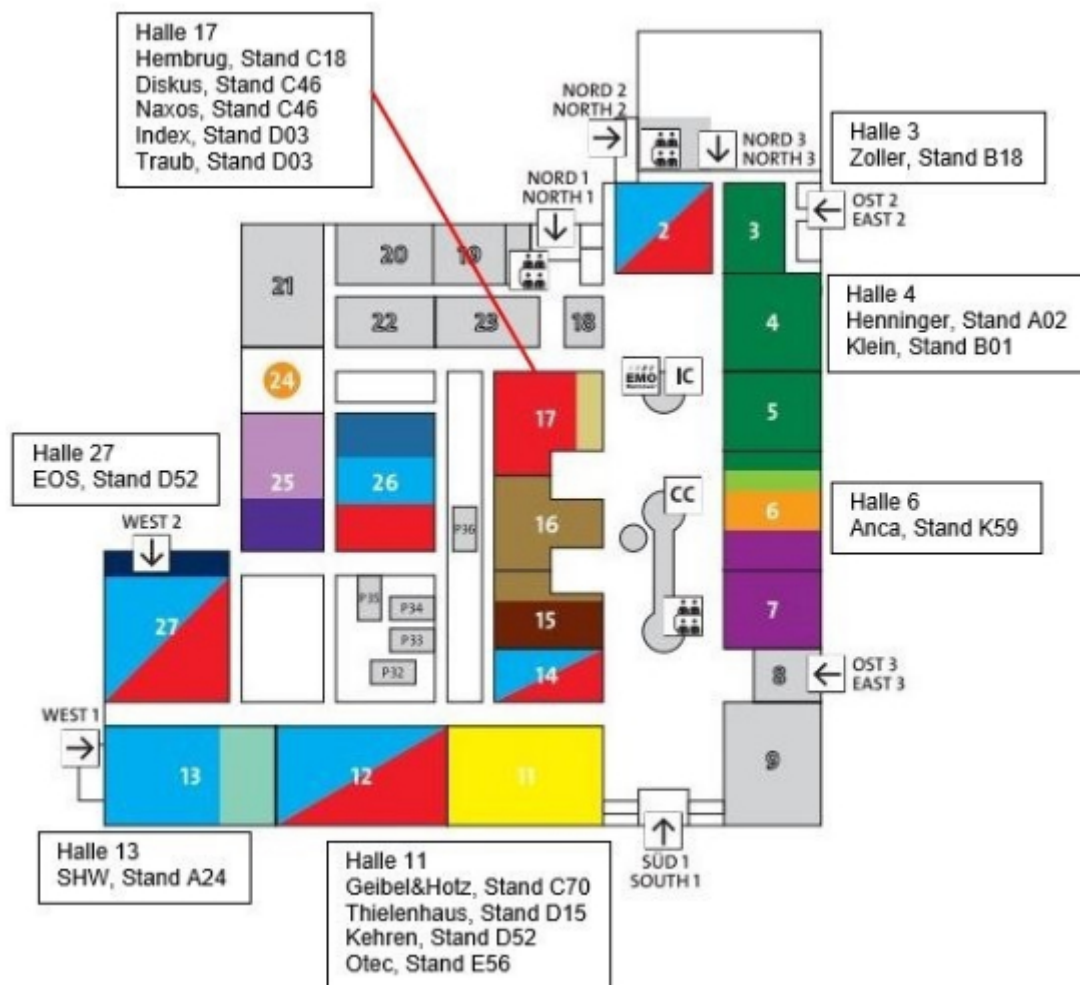 Halle 17
Hembrug, Stand C18
Diskus, Stand C46
Naxos, Stand C46
Index, Stand D03
Traub, Stand D03
NORD 2
NORTH 2
NORD 3
NORTH 3
Halle 3
Zoller, Stand B18
NORD 1
NORTH 1
OST 2
EAST 2
2
3
20
19
21
22
23
18
4
Halle 4
Henninger, Stand A02
Klein, Stand B01
24
EMO
IC
17
5
Halle 27
EOS, Stand D52
25
26
CC
6
Halle 6
Anca, Stand K59
WEST 2
P36
16
P35
P34
P33
P32
27
15
7
14
8
OST 3
EAST 3
WEST 1
13
12
11
9
Halle 13
SHW, Stand A24
Halle 11
Geibel&Hotz, Stand C70
Thielenhaus, Stand D15
Kehren, Stand D52
Otec, Stand E56
SÜD 1
SOUTH 1